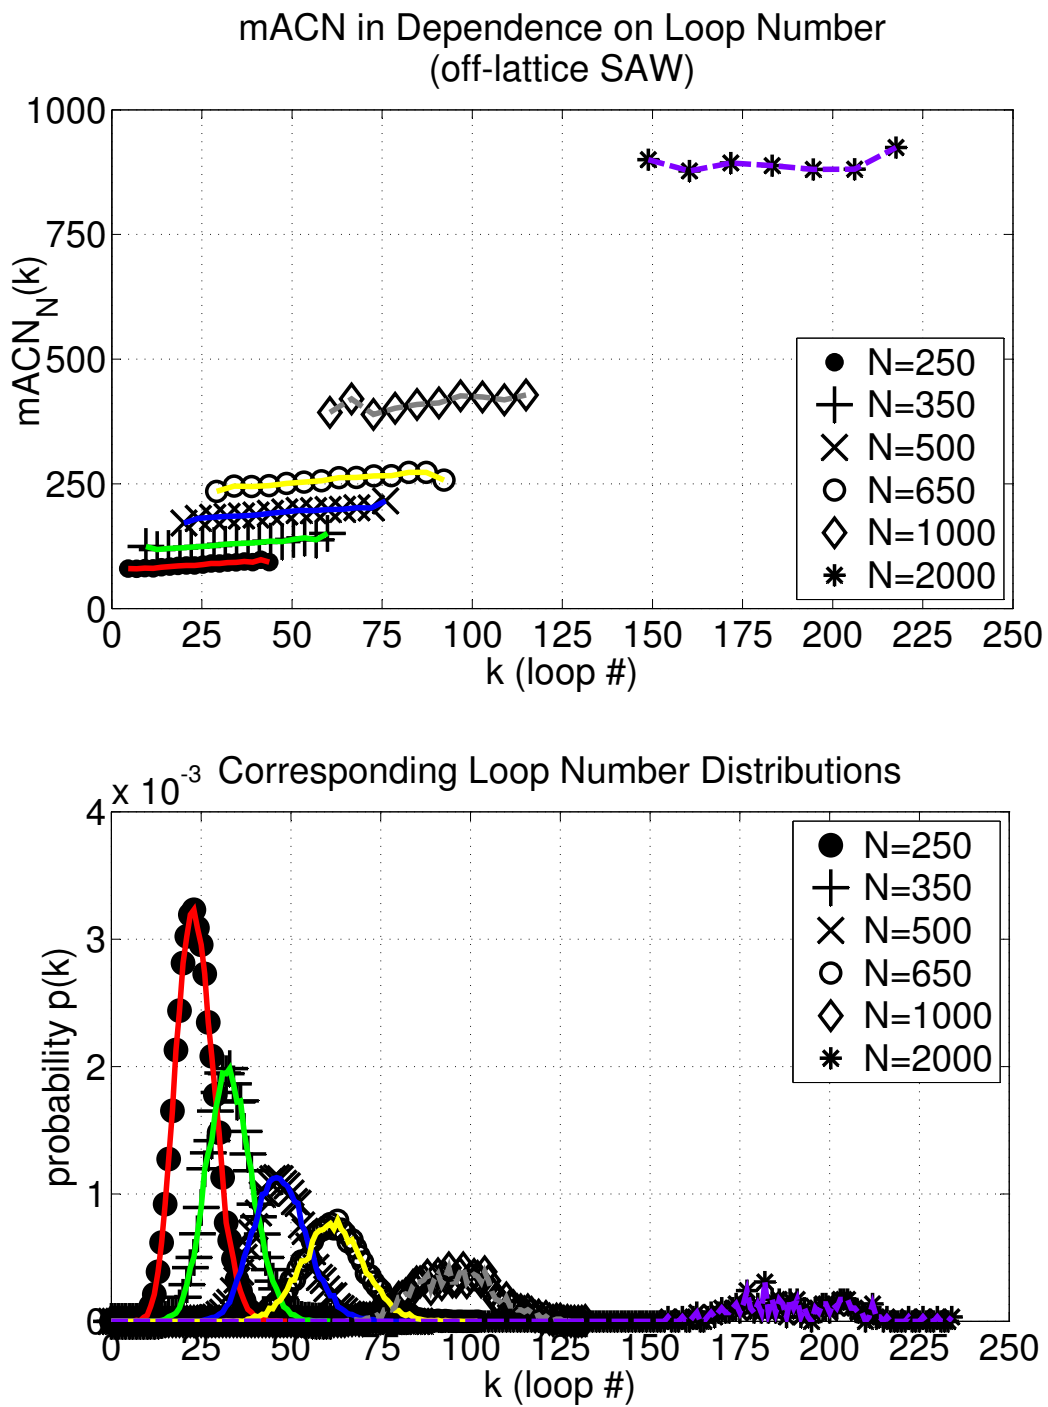 mACN in Dependence on Loop Number
(off-lattice SAW)
1000
750
500
250
0
mACN_N(k)
N=250
N=350
N=500
N=650
N=1000
N=2000
0 25 50 75 100 125 150 175 200 225 250
k (loop #)
x 10^-3 Corresponding Loop Number Distributions
4
3
2
1
0
probability p(k)
N=250
N=350
N=500
N=650
N=1000
N=2000
0 25 50 75 100 125 150 175 200 225 250
k (loop #)